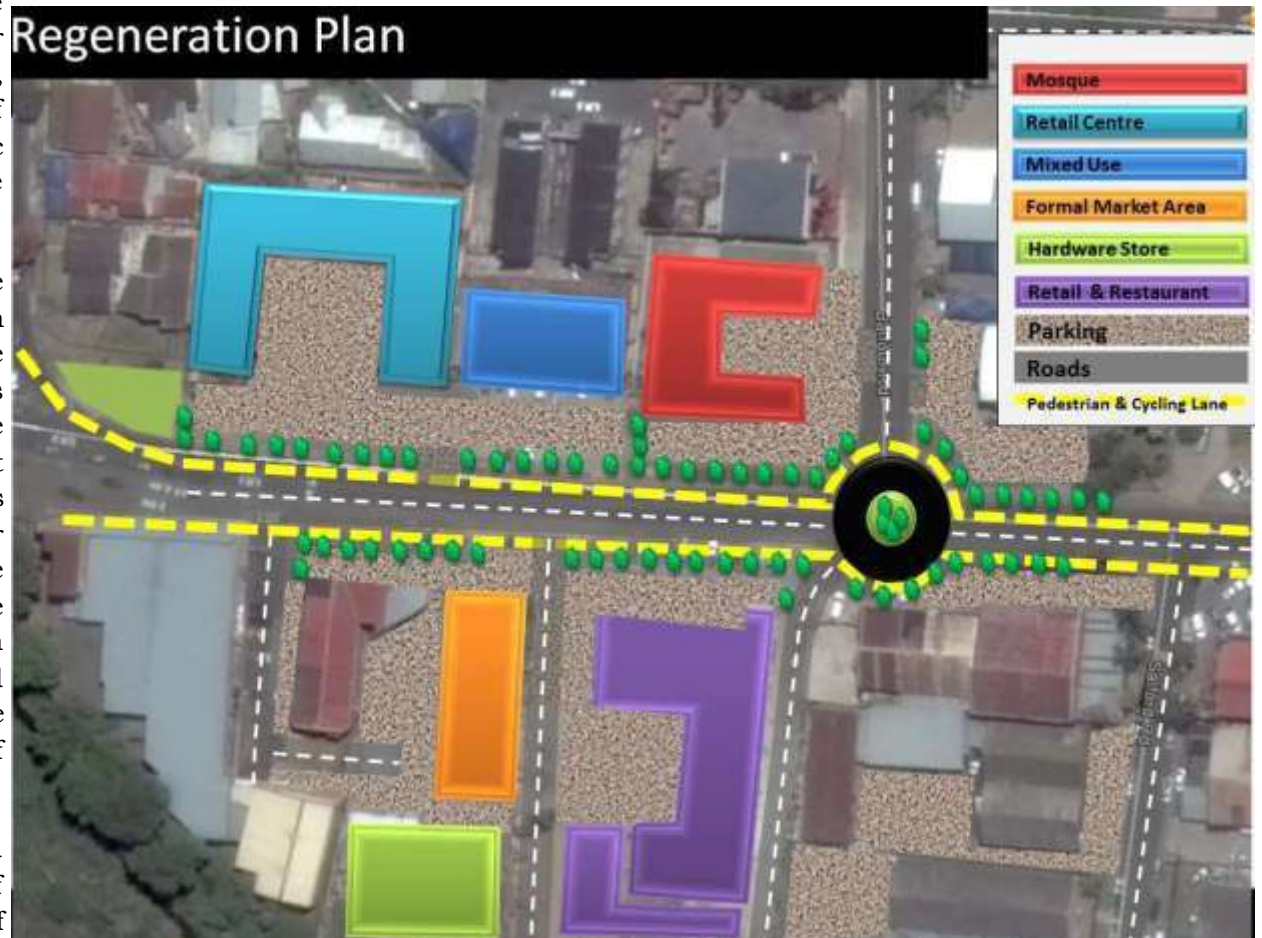 Regeneration Plan
Mosque
Retail Centre
Mixed Use
Formal Market Area
Hardware Store
Retail & Restaurant
Parking
Roads
Pedestrian & Cycling Lane